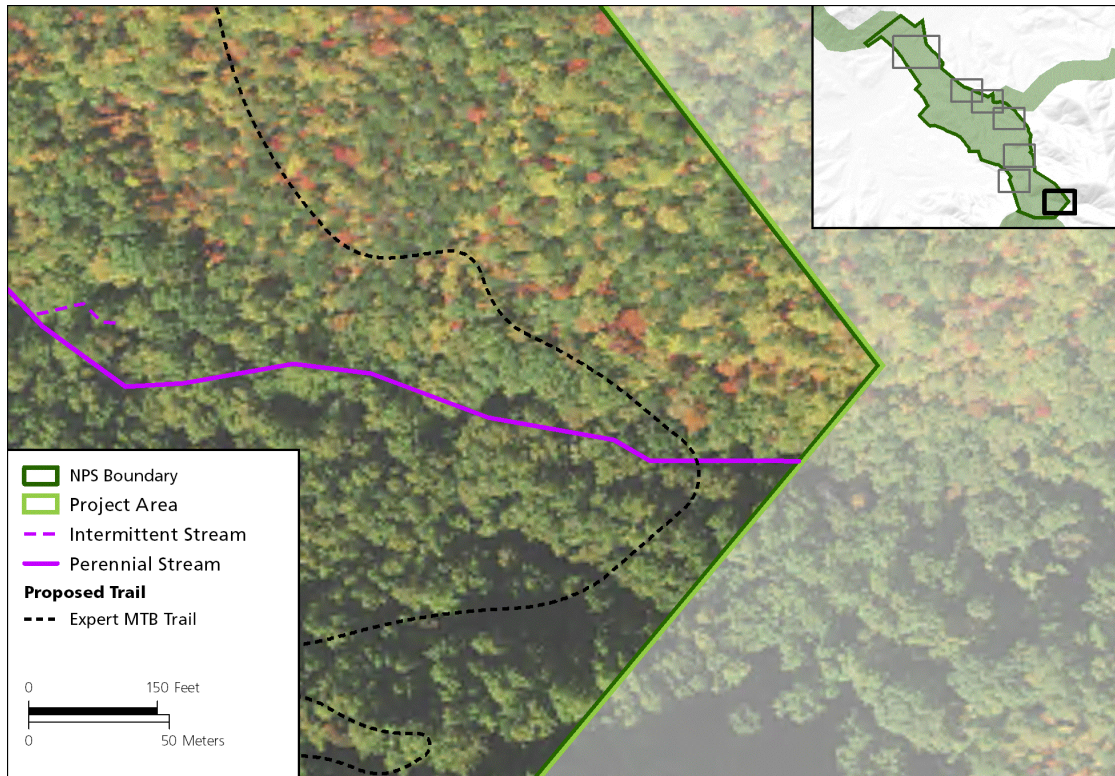 NPS Boundary
Project Area
Intermittent Stream
Perennial Stream
Proposed Trail
Expert MTB Trail
0 150 Feet
0 50 Meters